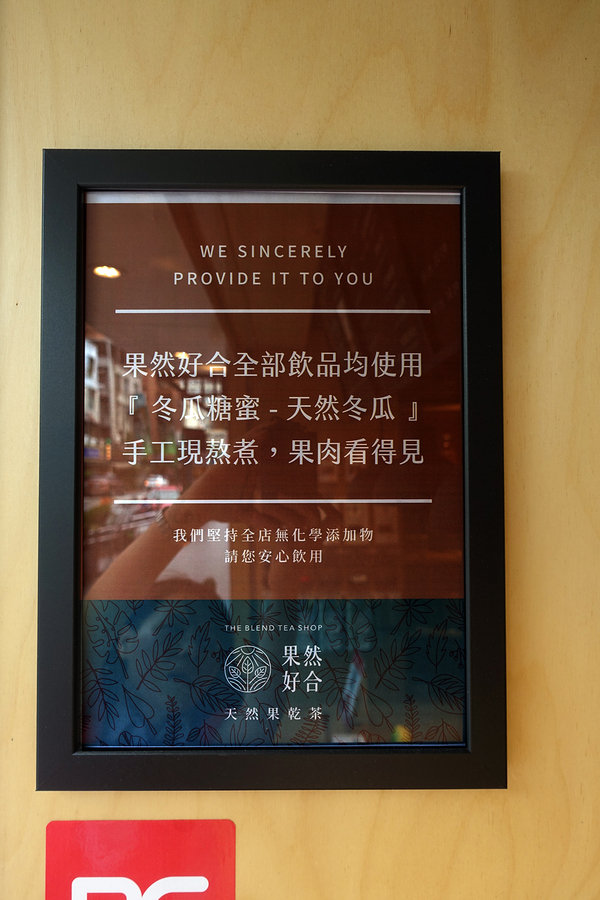 WE SINCERELY
PROVIDE IT TO YOU
果然好合全部飲品均使用
『 冬瓜糖蜜 - 天然冬瓜 』
手工現熬煮，果肉看得見
我們堅持全店無化學添加物
請您安心飲用
THE BLEND TEA SHOP
果然
好合
天然果乾茶